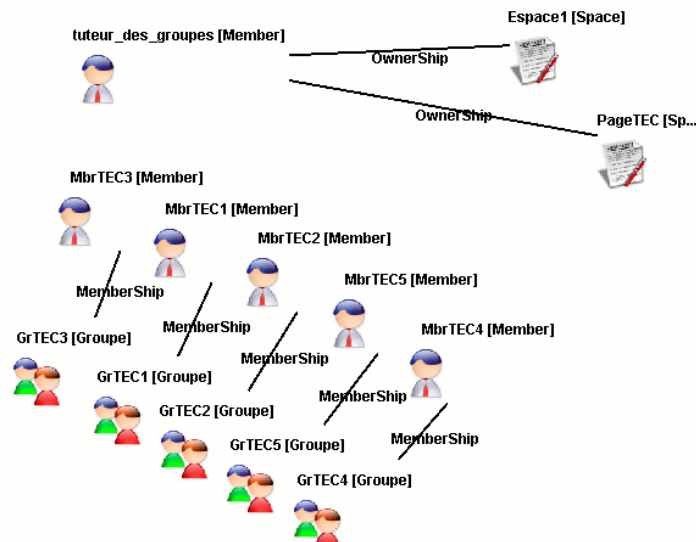 Espace1 [Space]
tuteur_des_groupes [Member]
OwnerShip
OwnerShip
PageTEC [Sp...
MbrTEC3 [Member]
MbrTEC1 [Member]
MbrTEC2 [Member]
MbrTEC5 [Member]
MbrTEC4 [Member]
MemberShip
MemberShip
MemberShip
MemberShip
MemberShip
GrTEC3 [Groupe]
GrTEC1 [Groupe]
GrTEC2 [Groupe]
GrTEC5 [Groupe]
GrTEC4 [Groupe]